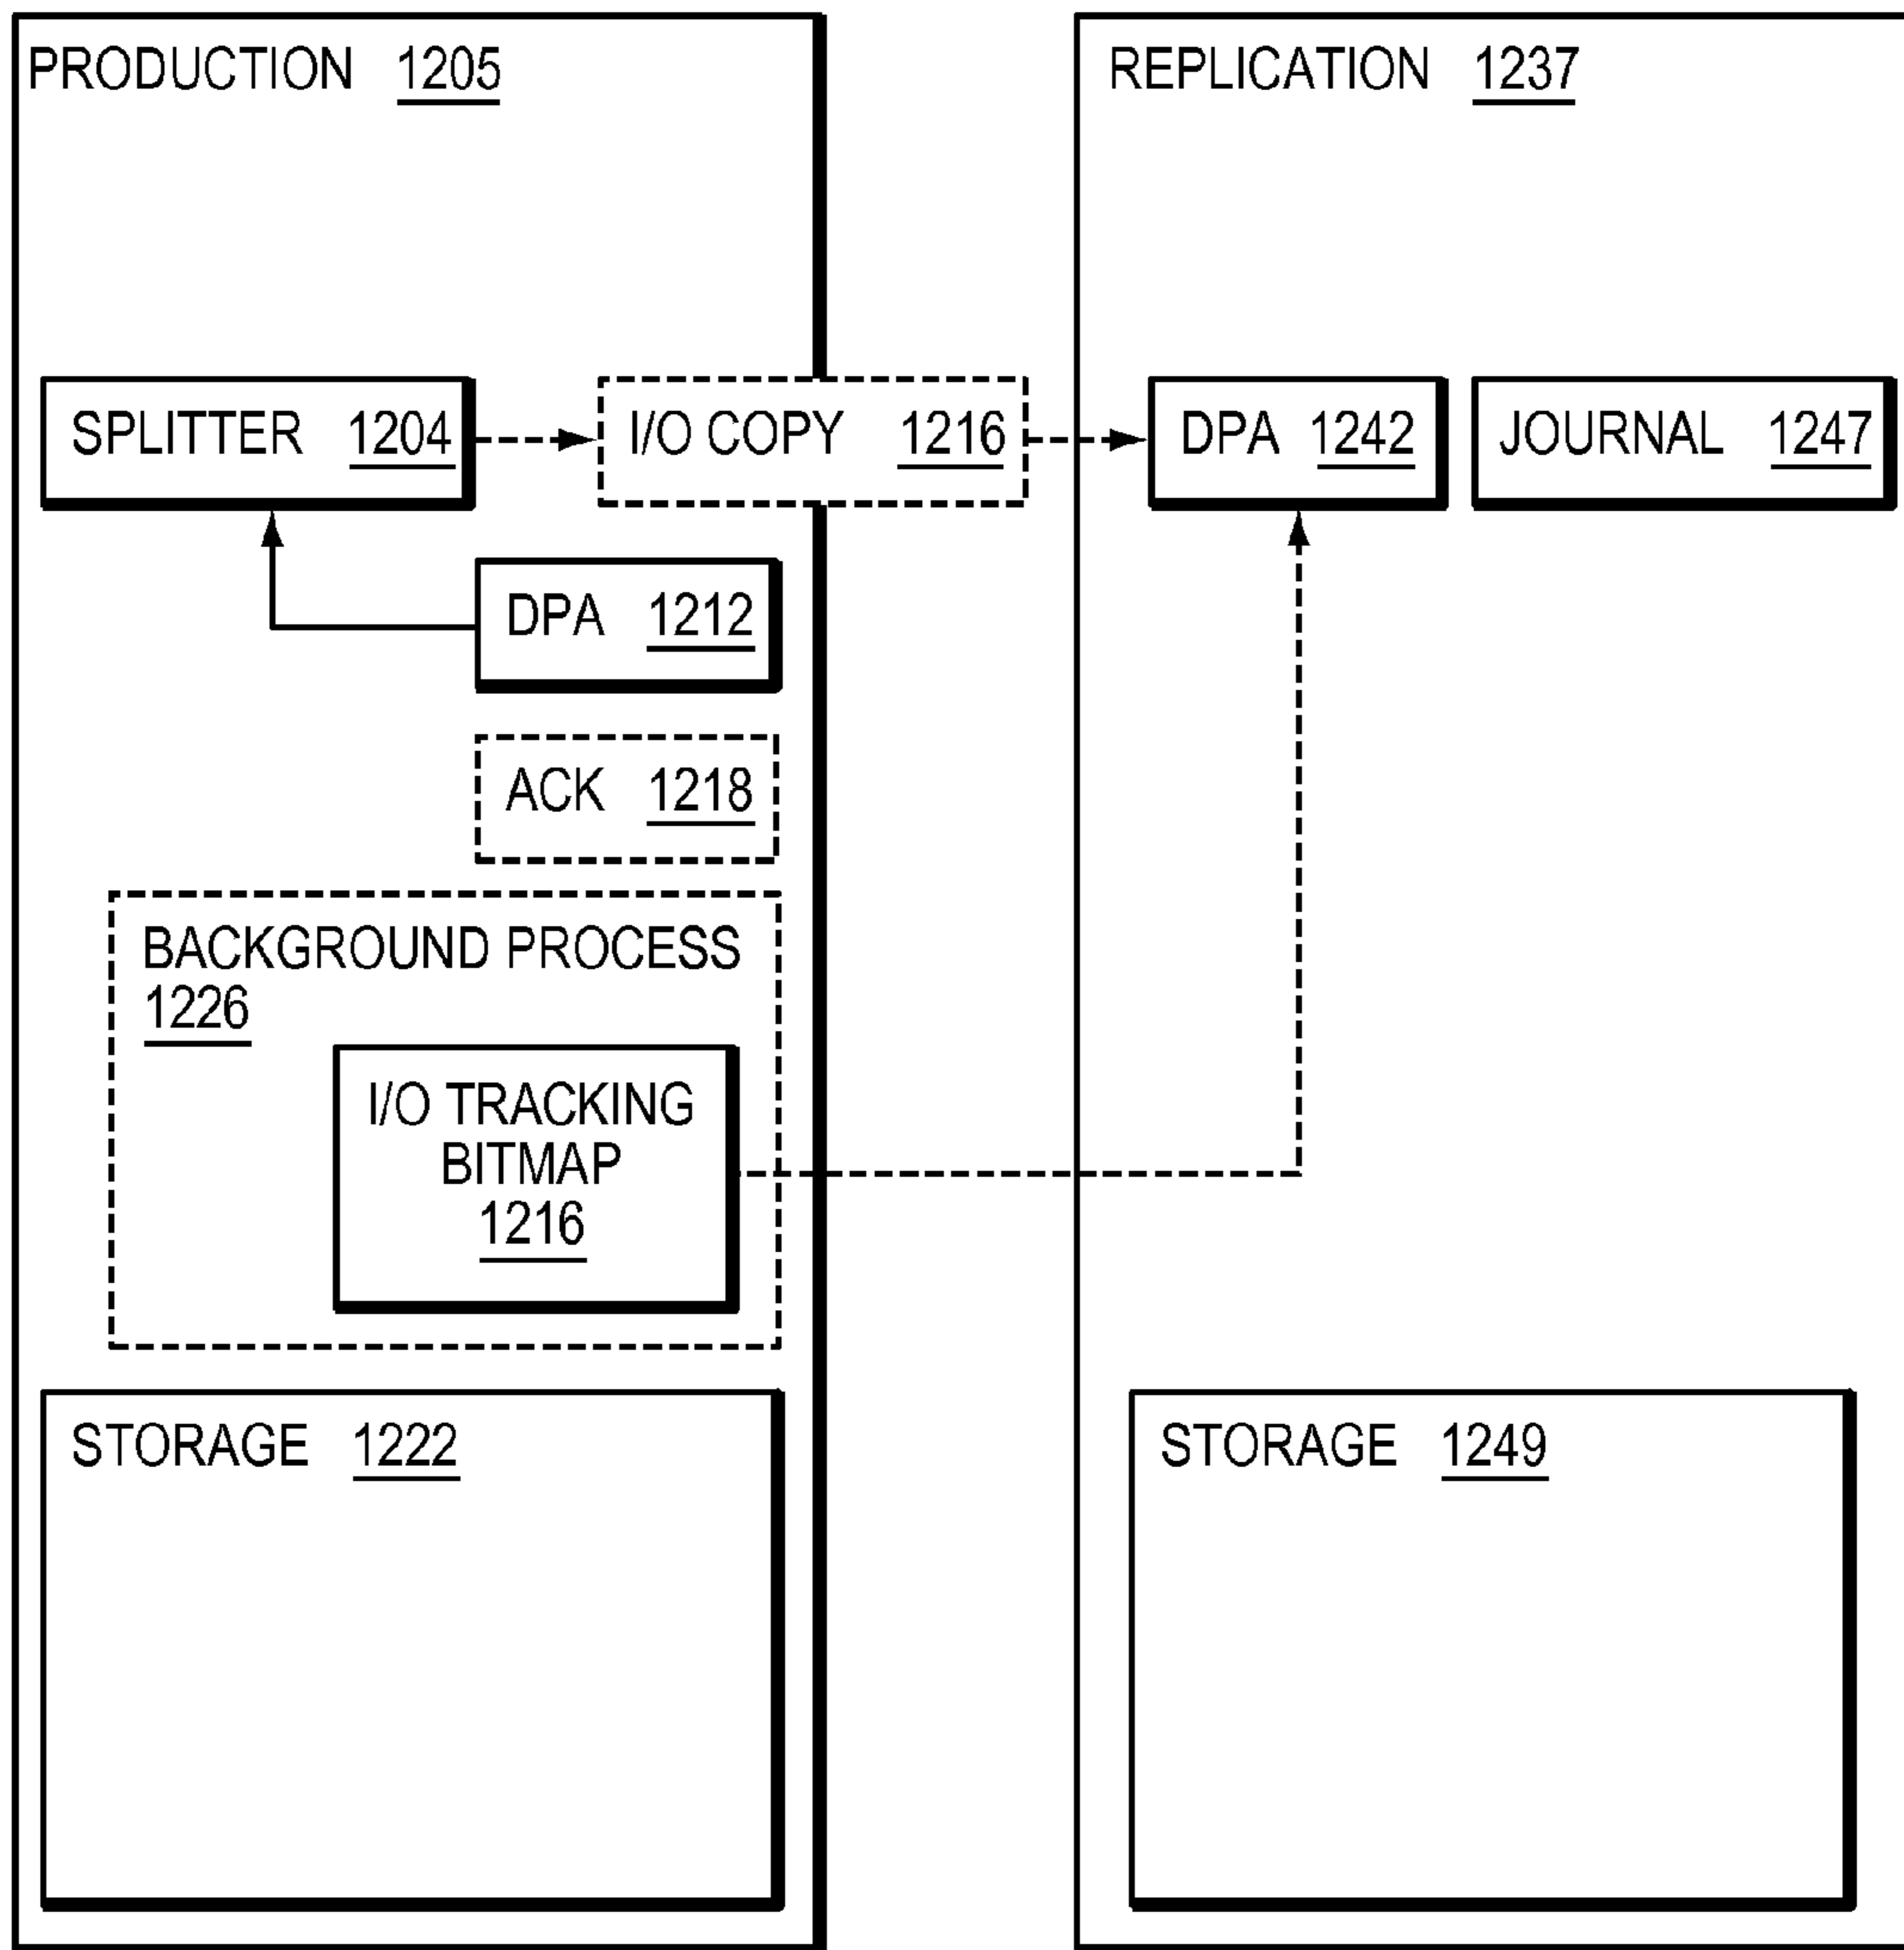 PRODUCTION 1205
REPLICATION 1237
SPLITTER 1204
I/O COPY 1216
DPA 1242
JOURNAL 1247
DPA 1212
ACK 1218
BACKGROUND PROCESS
1226
I/O TRACKING
BITMAP
1216
STORAGE 1222
STORAGE 1249